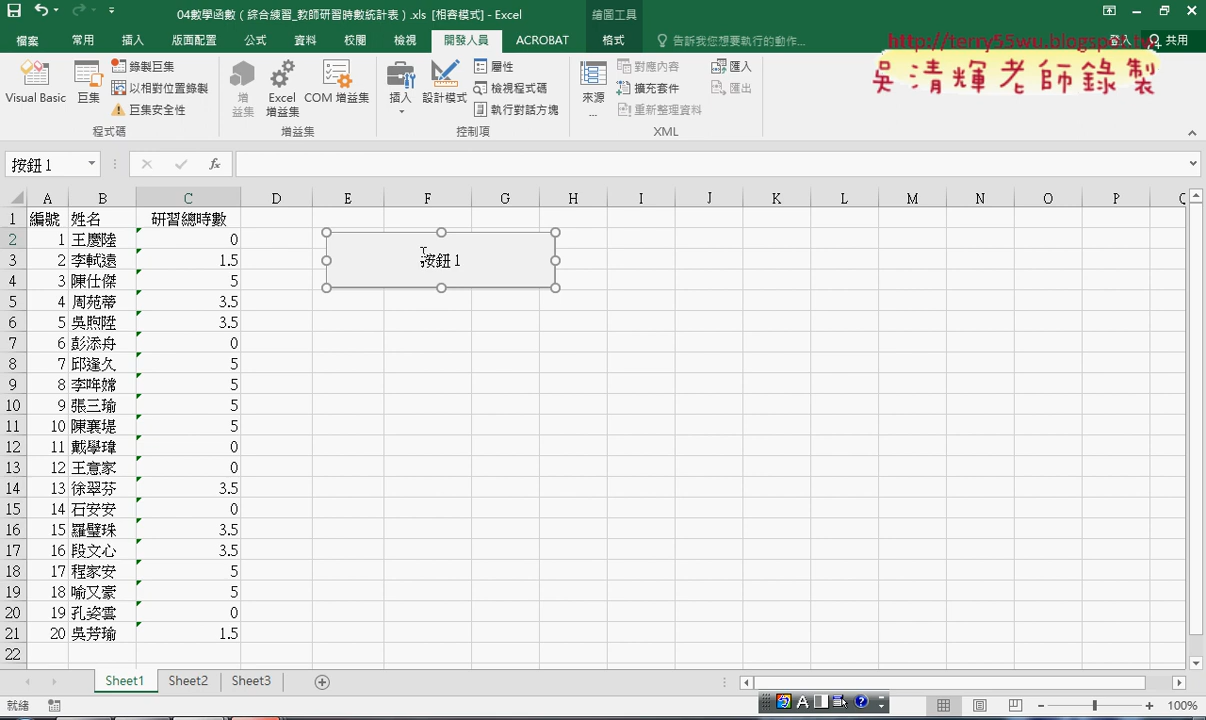 04數學函數（綜合練習_教師研習時數統計表）.xls [相容模式] - Excel
繪圖工具
檔案 常用 插入 版面配置 公式 資料 校閱 檢視 開發人員 ACROBAT 格式 告訴我您想要執行的動作... 登入 共用
http://terry55wu.blogspot.tw
吳清輝老師錄製
Visual Basic 巨集 錄製巨集 以相對位置錄製 巨集安全性 程式碼
增益集 Excel 增益集 COM 增益集 增益集
插入 設計模式 屬性 檢視程式碼 執行對話方塊 控制項
來源... 對應內容 擴充套件 重新整理資料 匯入 匯出 XML
按鈕 1 fx
A B C D E F G H I J K L M N O P Q
1 編號 姓名 研習總時數
2 1 王慶陸 0
3 2 李軾遠 1.5
4 3 陳仕傑 5
5 4 周苑蒂 3.5
6 5 吳煦陞 3.5
7 6 彭添舟 0
8 7 邱逢久 5
9 8 李哖嫦 5
10 9 張三瑜 5
11 10 陳襄堤 5
12 11 戴學瑋 0
13 12 王意家 0
14 13 徐翠芬 3.5
15 14 石安安 0
16 15 羅璧珠 3.5
17 16 段文心 3.5
18 17 程家安 5
19 18 喻又豪 5
20 19 孔姿雲 0
21 20 吳芳瑜 1.5
22
按鈕 1
Sheet1 Sheet2 Sheet3
就緒 100%